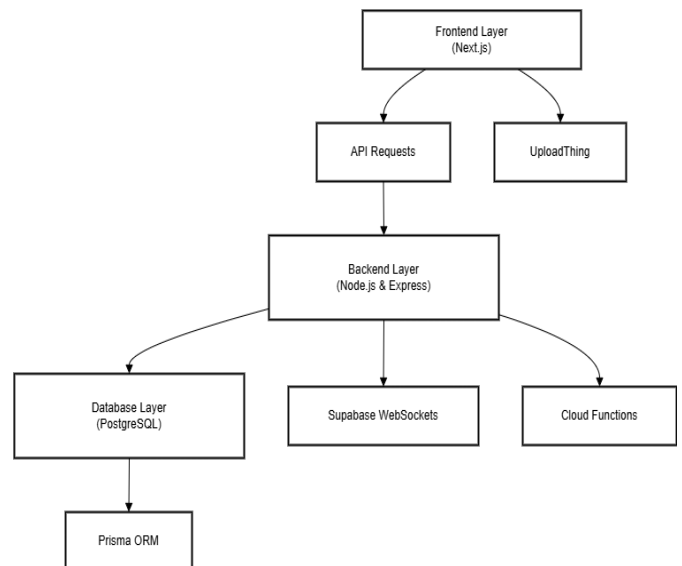 Frontend Layer
(Next.js)
API Requests
UploadThing
Backend Layer
(Node.js & Express)
Database Layer
(PostgreSQL)
Supabase WebSockets
Cloud Functions
Prisma ORM